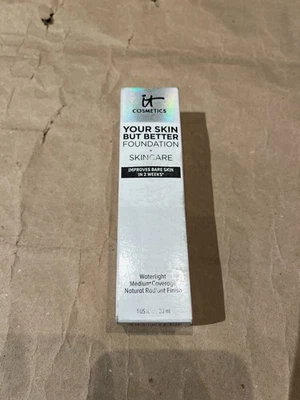 it
COSMETICS
YOUR SKIN
BUT BETTER
FOUNDATION
+
SKINCARE
IMPROVES BARE SKIN
IN 2 WEEKS*
Waterlight
Medium Coverage
Natural Radiant Finish